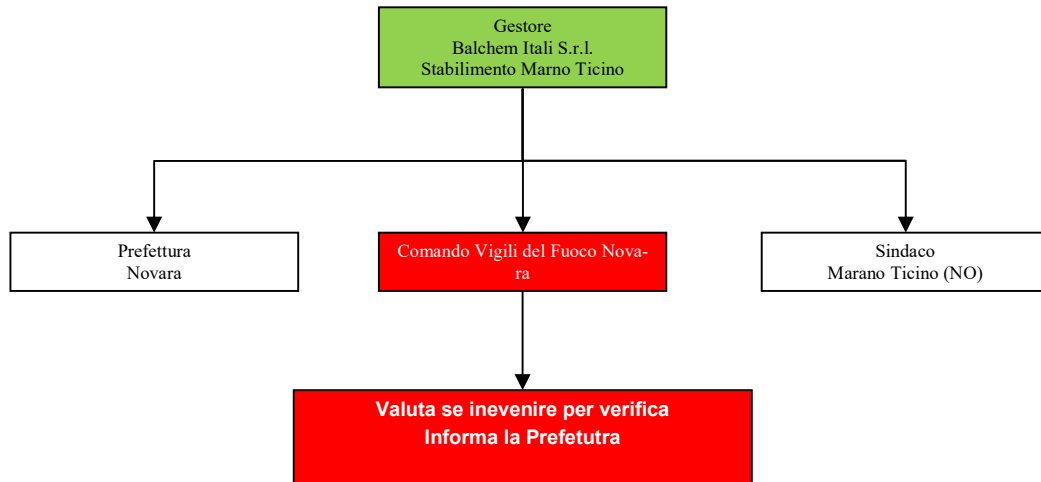 Gestore
Balchem Itali S.r.l.
Stabilimento Marno Ticino
Prefettura
Novara
Comando Vigili del Fuoco Nova-
ra
Sindaco
Marano Ticino (NO)
Valuta se inevenire per verifica
Informa la Prefetutra